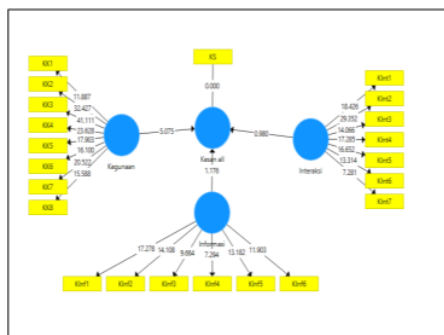 KS
KK1
KK2
KK3
KK4
KK5
KK6
KK7
KK8
11.887
32.427
41.111
23.628
17.903
16.100
20.522
15.588
Kegunaan
5.075
0.000
Kesan all
0.980
1.176
Interaksi
KInt1
KInt2
KInt3
KInt4
KInt5
KInt6
KInt7
18.426
29.352
14.066
17.285
16.652
13.314
7.281
Informasi
17.278
14.108
9.664
7.294
13.182
11.903
KInf1
KInf2
KInf3
KInf4
KInf5
KInf6